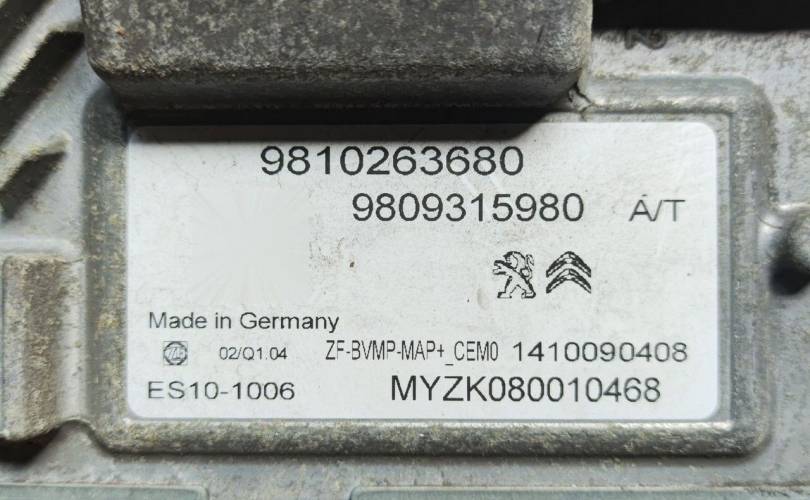 9810263680
9809315980 A/T
Made in Germany
02/Q1.04 ZF-BVMP-MAP+_CEM0 1410090408
ES10-1006 MYZK080010468